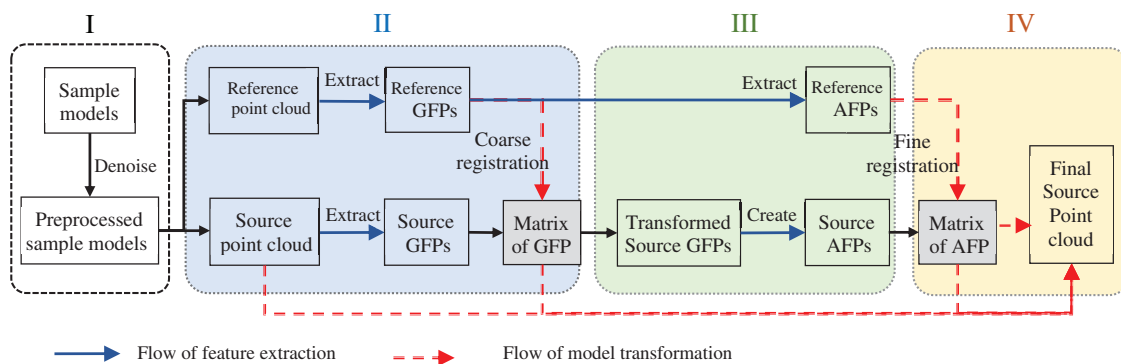 I
II
III
IV
Sample
models
Denoise
Preprocessed
sample models
Reference
point cloud
Extract
Reference
GFPs
Coarse
registration
Source
point cloud
Extract
Source
GFPs
Matrix
of GFP
Extract
Reference
AFPs
Transformed
Source GFPs
Create
Source
AFPs
Fine
registration
Matrix
of AFP
Final
Source
Point
cloud
Flow of feature extraction
Flow of model transformation